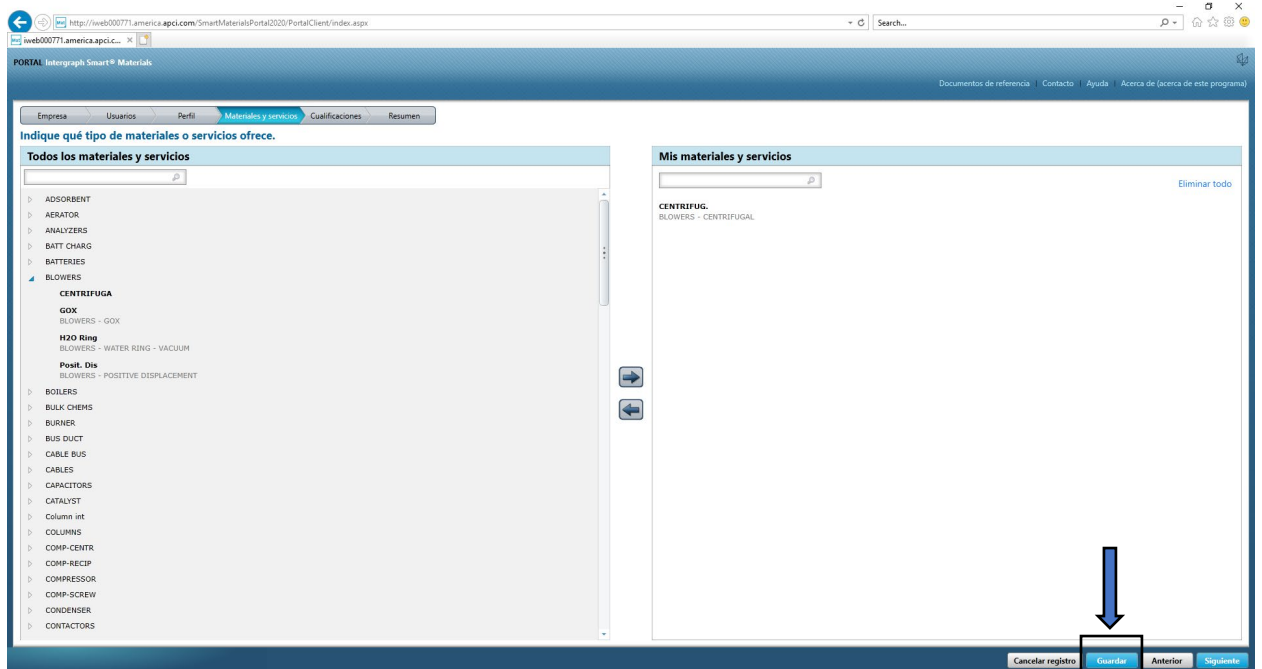 http://iweb000771.america.apci.com/SmartMaterialsPortal2020/PortalClient/index.aspx
Search...
iweb000771.america.apci.c...
PORTAL Intergraph Smart® Materials
Documentos de referencia | Contacto | Ayuda | Acerca de (acerca de este programa)
Empresa Usuarios Perfil Materiales y servicios Cualificaciones Resumen
Indique qué tipo de materiales o servicios ofrece.
Todos los materiales y servicios
ADSORBENT
AERATOR
ANALYZERS
BATT CHARG
BATTERIES
BLOWERS
CENTRIFUGA
GOX
BLOWERS - GOX
H2O Ring
BLOWERS - WATER RING - VACUUM
Posit. Dis
BLOWERS - POSITIVE DISPLACEMENT
BOILERS
BULK CHEMS
BURNER
BUS DUCT
CABLE BUS
CABLES
CAPACITORS
CATALYST
Column int
COLUMNS
COMP-CENTR
COMP-RECIP
COMPRESSOR
COMP-SCREW
CONDENSER
CONTACTORS
Mis materiales y servicios
Eliminar todo
CENTRIFUG.
BLOWERS - CENTRIFUGAL
Cancelar registro Guardar Anterior Siguiente